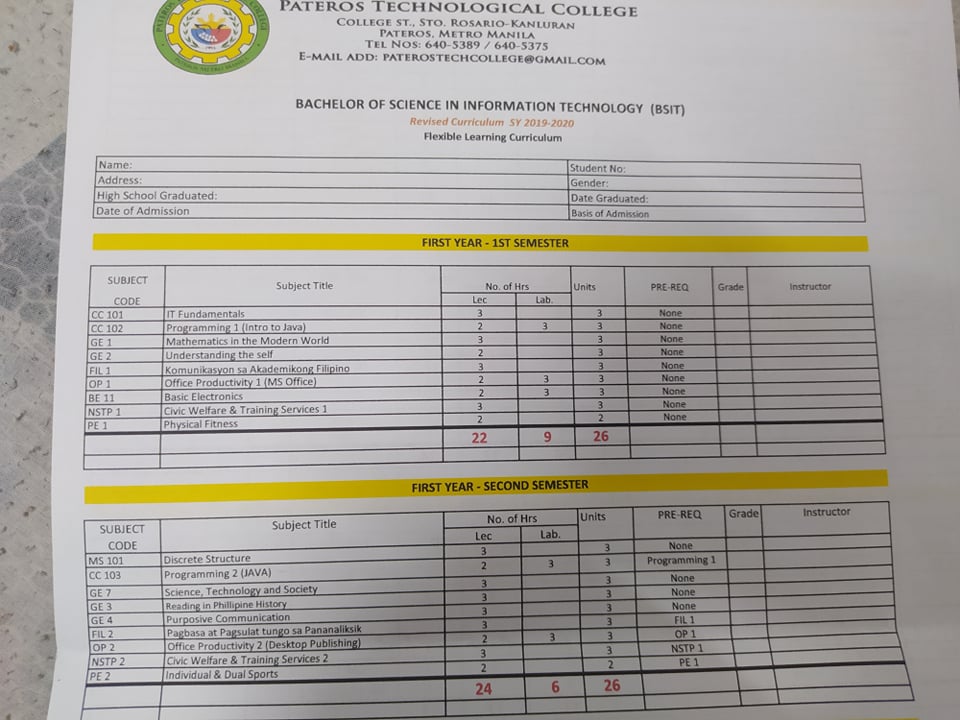 PATEROS TECHNOLOGICAL COLLEGE
COLLEGE ST., STO. ROSARIO-KANLURAN
PATEROS, METRO MANILA
TEL NOS: 640-5389 / 640-5375
E-MAIL ADD: PATEROSTECHCOLLEGE@GMAIL.COM
BACHELOR OF SCIENCE IN INFORMATION TECHNOLOGY (BSIT)
Revised Curriculum SY 2019-2020
Flexible Learning Curriculum
Name: Student No:
Address: Gender:
High School Graduated: Date Graduated:
Date of Admission Basis of Admission
FIRST YEAR - 1ST SEMESTER
SUBJECT CODE Subject Title No. of Hrs Units PRE-REQ Grade Instructor
Lec Lab.
CC 101 IT Fundamentals 3 3 None
CC 102 Programming 1 (Intro to Java) 2 3 3 None
GE 1 Mathematics in the Modern World 3 3 None
GE 2 Understanding the self 2 3 None
FIL 1 Komunikasyon sa Akademikong Filipino 3 3 None
OP 1 Office Productivity 1 (MS Office) 2 3 3 None
BE 11 Basic Electronics 2 3 3 None
NSTP 1 Civic Welfare & Training Services 1 3 3 None
PE 1 Physical Fitness 2 2 None
22 9 26
FIRST YEAR - SECOND SEMESTER
SUBJECT CODE Subject Title No. of Hrs Units PRE-REQ Grade Instructor
Lec Lab.
MS 101 Discrete Structure 3 3 None
CC 103 Programming 2 (JAVA) 2 3 3 Programming 1
GE 7 Science, Technology and Society 3 3 None
GE 3 Reading in Phillipine History 3 3 None
GE 4 Purposive Communication 3 3 None
FIL 2 Pagbasa at Pagsulat tungo sa Pananaliksik 3 3 FIL 1
OP 2 Office Productivity 2 (Desktop Publishing) 2 3 3 OP 1
NSTP 2 Civic Welfare & Training Services 2 3 3 NSTP 1
PE 2 Individual & Dual Sports 2 2 PE 1
24 6 26